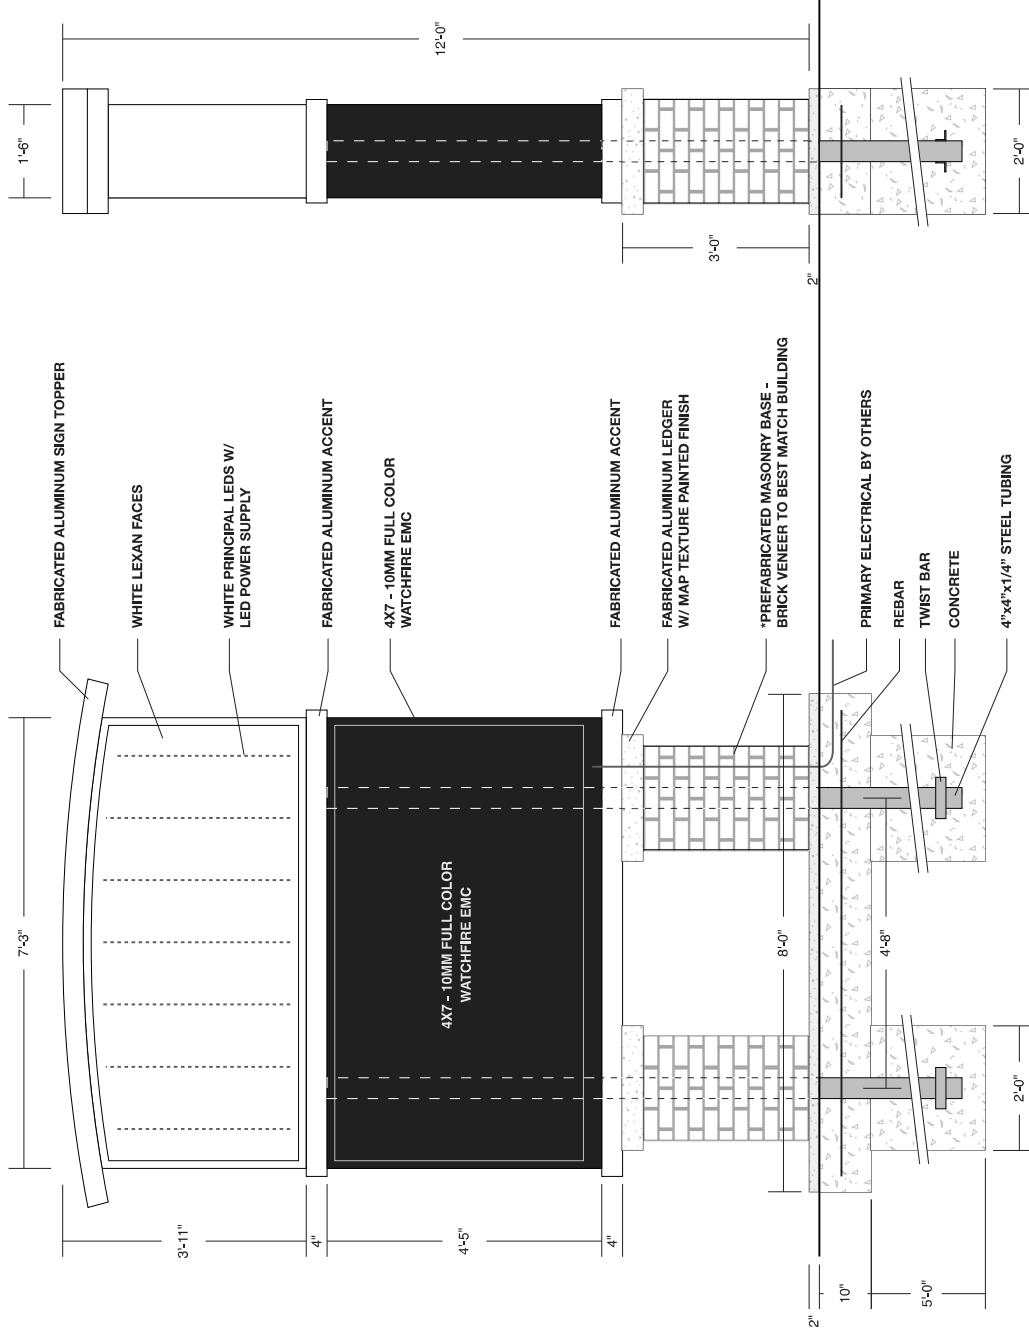 12'-0"
1'-6"
2'-0"
3'-0"
2"
FABRICATED ALUMINUM SIGN TOPPER
WHITE LEXAN FACES
WHITE PRINCIPAL LEDS W/
LED POWER SUPPLY
FABRICATED ALUMINUM ACCENT
4X7 - 10MM FULL COLOR
WATCHFIRE EMC
FABRICATED ALUMINUM ACCENT
FABRICATED ALUMINUM LEDGER
W/ MAP TEXTURE PAINTED FINISH
*PREFABRICATED MASONRY BASE -
BRICK VENEER TO BEST MATCH BUILDING
PRIMARY ELECTRICAL BY OTHERS
REBAR
TWIST BAR
CONCRETE
4"x4"x1/4" STEEL TUBING
7'-3"
4X7 - 10MM FULL COLOR
WATCHFIRE EMC
8'-0"
4'-8"
2'-0"
3'-11"
4"
4'-5"
4"
2"
10"
5'-0"